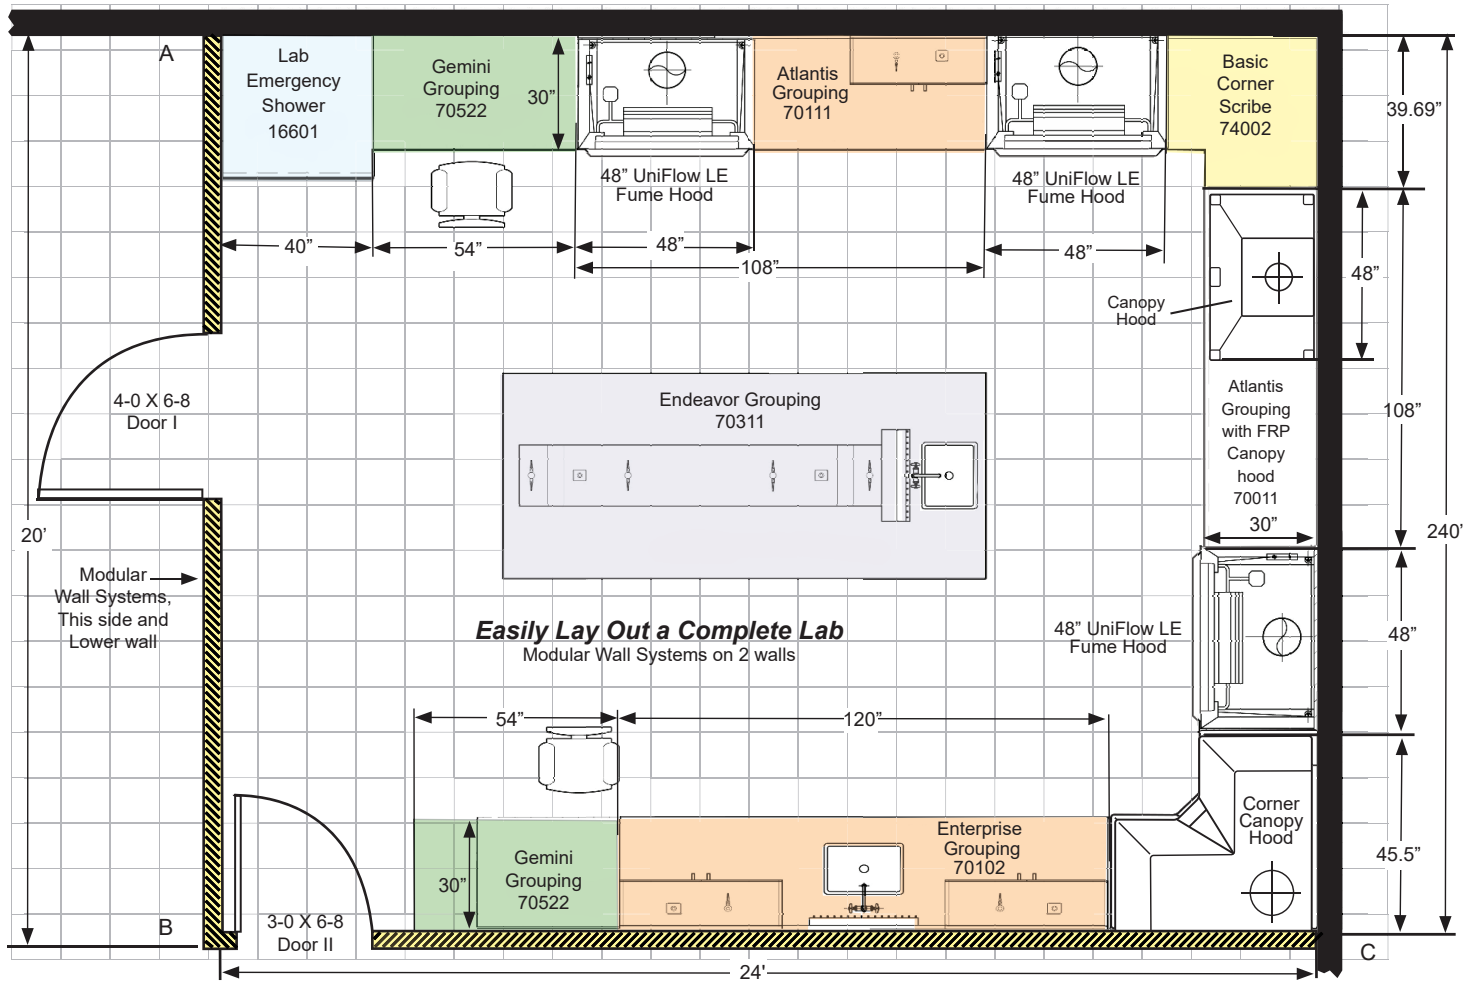 A
Lab
Emergency
Shower
16601
Gemini
Grouping
70522
30”
48” UniFlow LE
Fume Hood
Atlantis
Grouping
70111
48” UniFlow LE
Fume Hood
Basic
Corner
Scribe
74002
39.69”
40”
54”
48”
108”
48”
48”
Canopy
Hood
108”
4-0 X 6-8
Door I
Endeavor Grouping
70311
Atlantis
Grouping
with FRP
Canopy
hood
70011
30”
20’
240’
Modular
Wall Systems,
This side and
Lower wall
Easily Lay Out a Complete Lab
Modular Wall Systems on 2 walls
48” UniFlow LE
Fume Hood
48”
54”
120”
Gemini
Grouping
70522
30”
Enterprise
Grouping
70102
Corner
Canopy
Hood
45.5”
B
3-0 X 6-8
Door II
C
24'